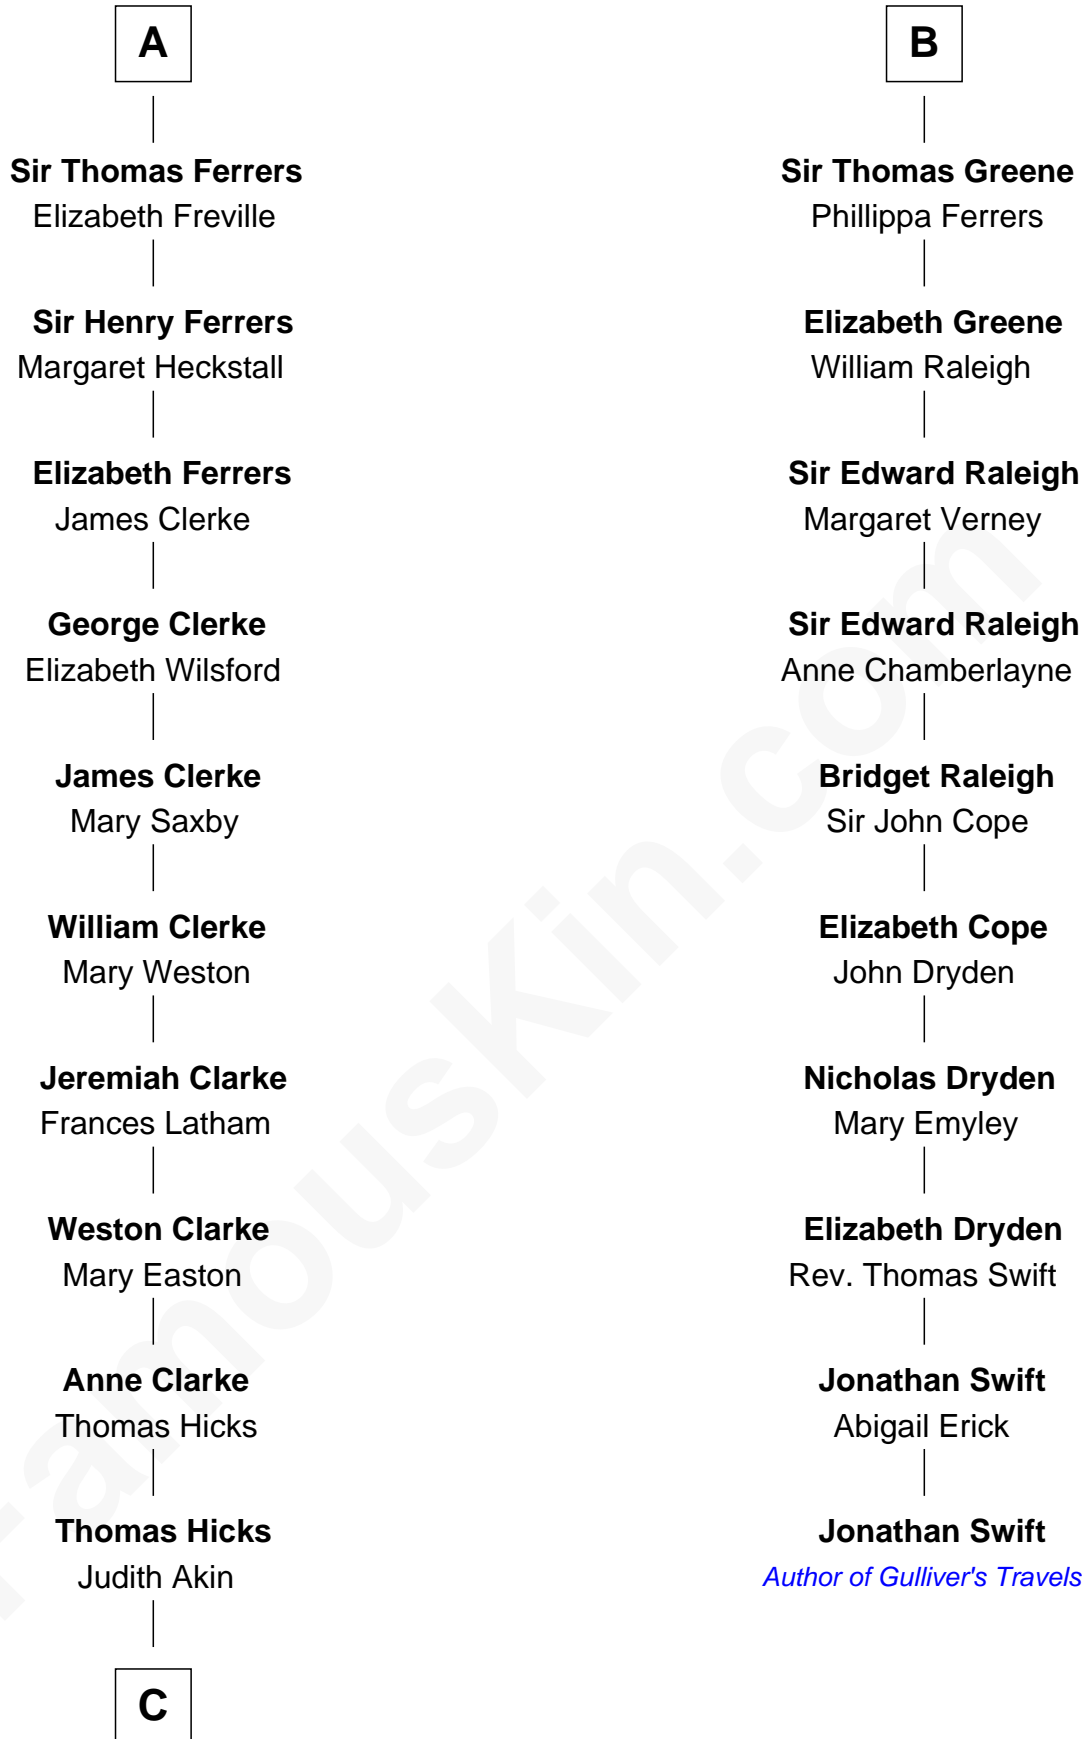 A
Sir Thomas Ferrers
Elizabeth Freville
Sir Henry Ferrers
Margaret Heckstall
Elizabeth Ferrers
James Clerke
George Clerke
Elizabeth Wilsford
James Clerke
Mary Saxby
William Clerke
Mary Weston
Jeremiah Clarke
Frances Latham
Weston Clarke
Mary Easton
Anne Clarke
Thomas Hicks
Thomas Hicks
Judith Akin
C
B
Sir Thomas Greene
Phillippa Ferrers
Elizabeth Greene
William Raleigh
Sir Edward Raleigh
Margaret Verney
Sir Edward Raleigh
Anne Chamberlayne
Bridget Raleigh
Sir John Cope
Elizabeth Cope
John Dryden
Nicholas Dryden
Mary Emyley
Elizabeth Dryden
Rev. Thomas Swift
Jonathan Swift
Abigail Erick
Jonathan Swift
Author of Gulliver's Travels
FamousKin.com